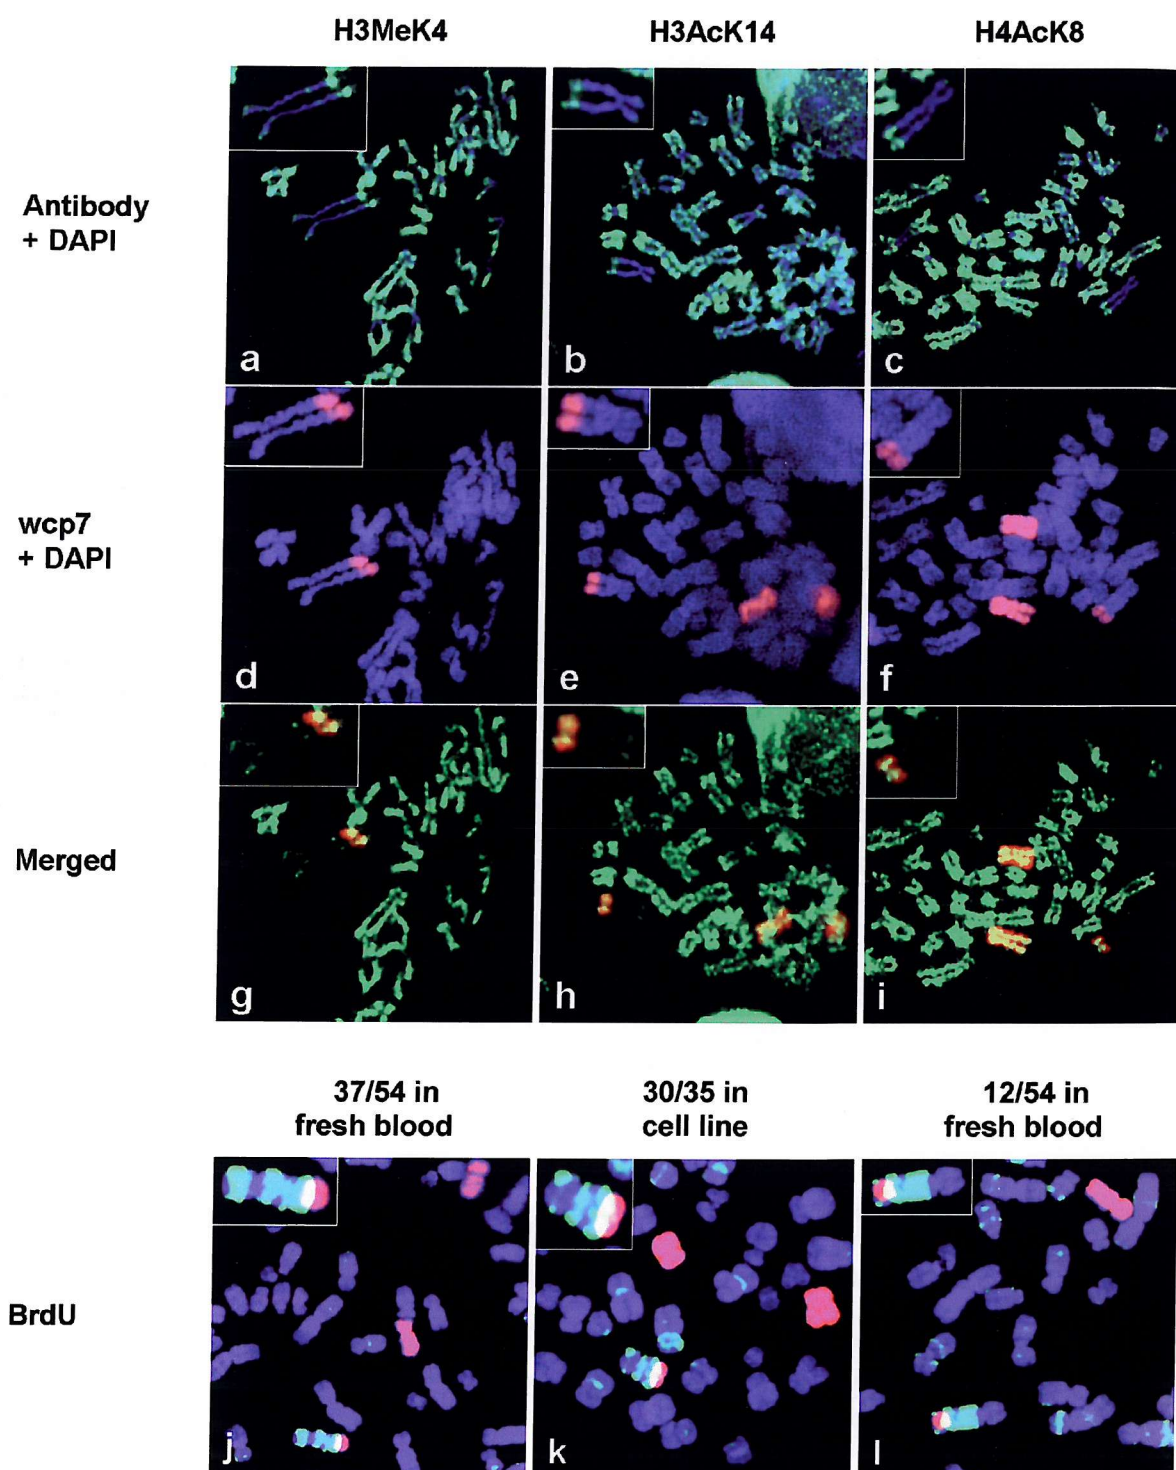 H3MeK4 H3AcK14 H4AcK8
Antibody
+ DAPI
a b c
wcp7
+ DAPI
d e f
Merged
g h i
37/54 in 30/35 in 12/54 in
fresh blood cell line fresh blood
BrdU
j k l